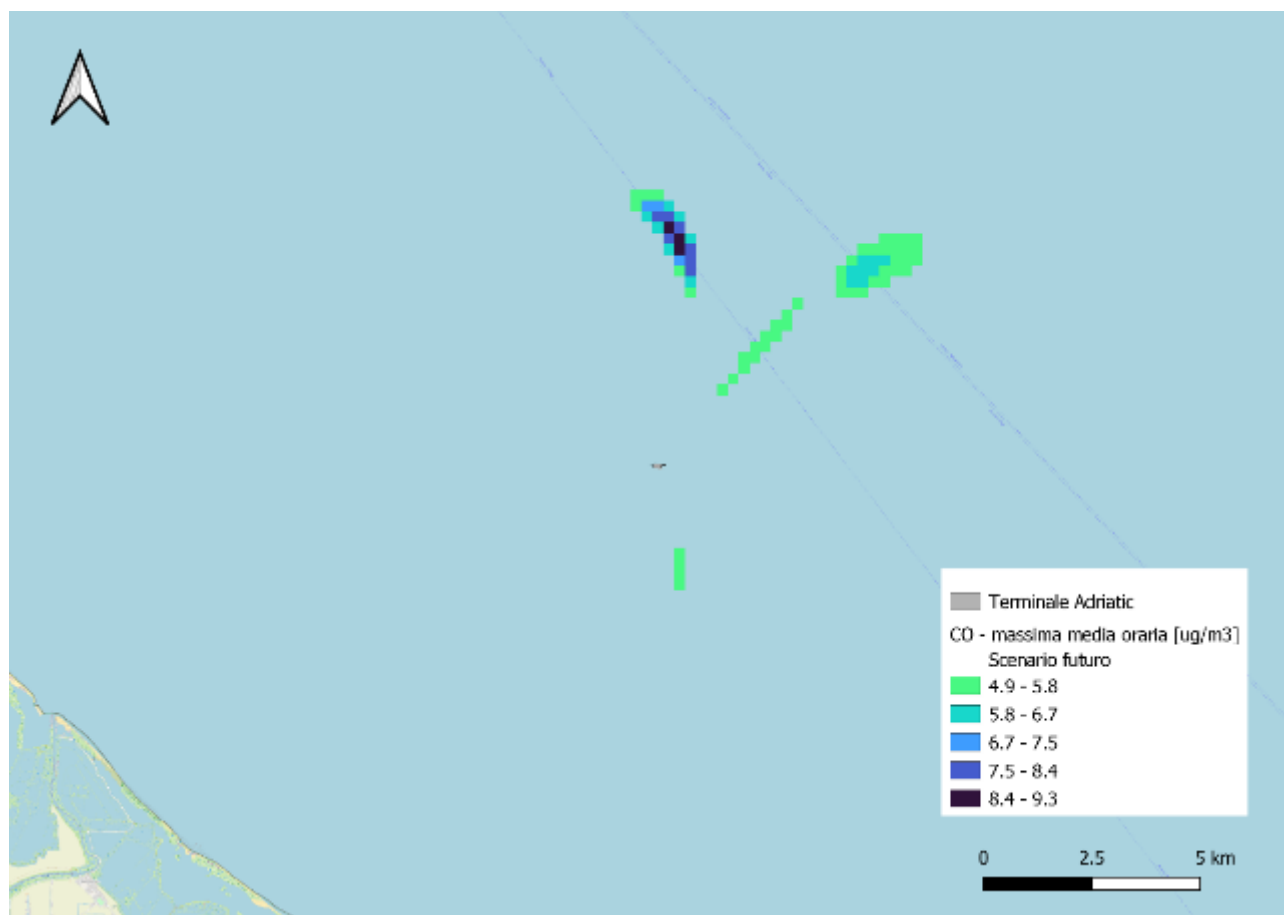 Terminale Adriatic
CO - massima media oraria [ug/m3]
Scenario futuro
4.9 - 5.8
5.8 - 6.7
6.7 - 7.5
7.5 - 8.4
8.4 - 9.3
0 2.5 5 km